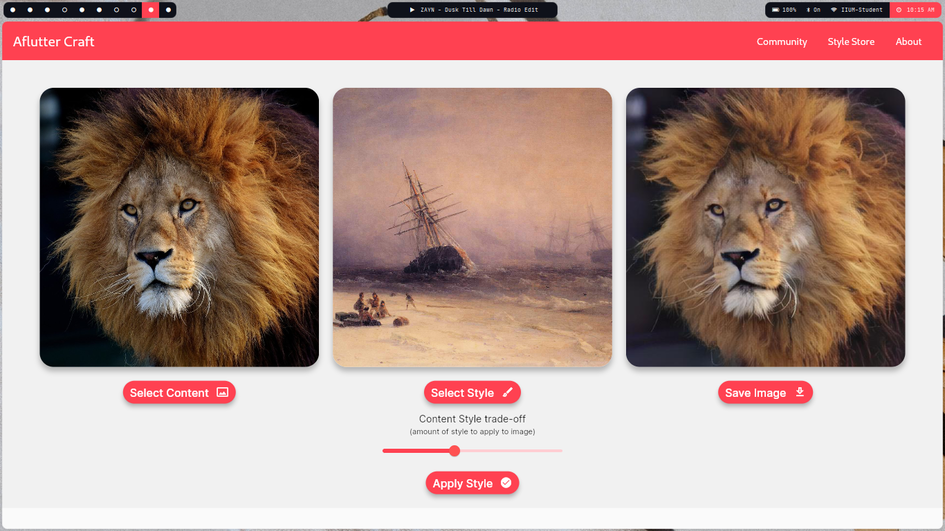 ZAYN - Dusk Till Dawn - Radio Edit
100%
On
IIUM-Student
10:15 AM
Aflutter Craft
Community
Style Store
About
Select Content
Select Style
Save Image
Content Style trade-off
(amount of style to apply to image)
Apply Style